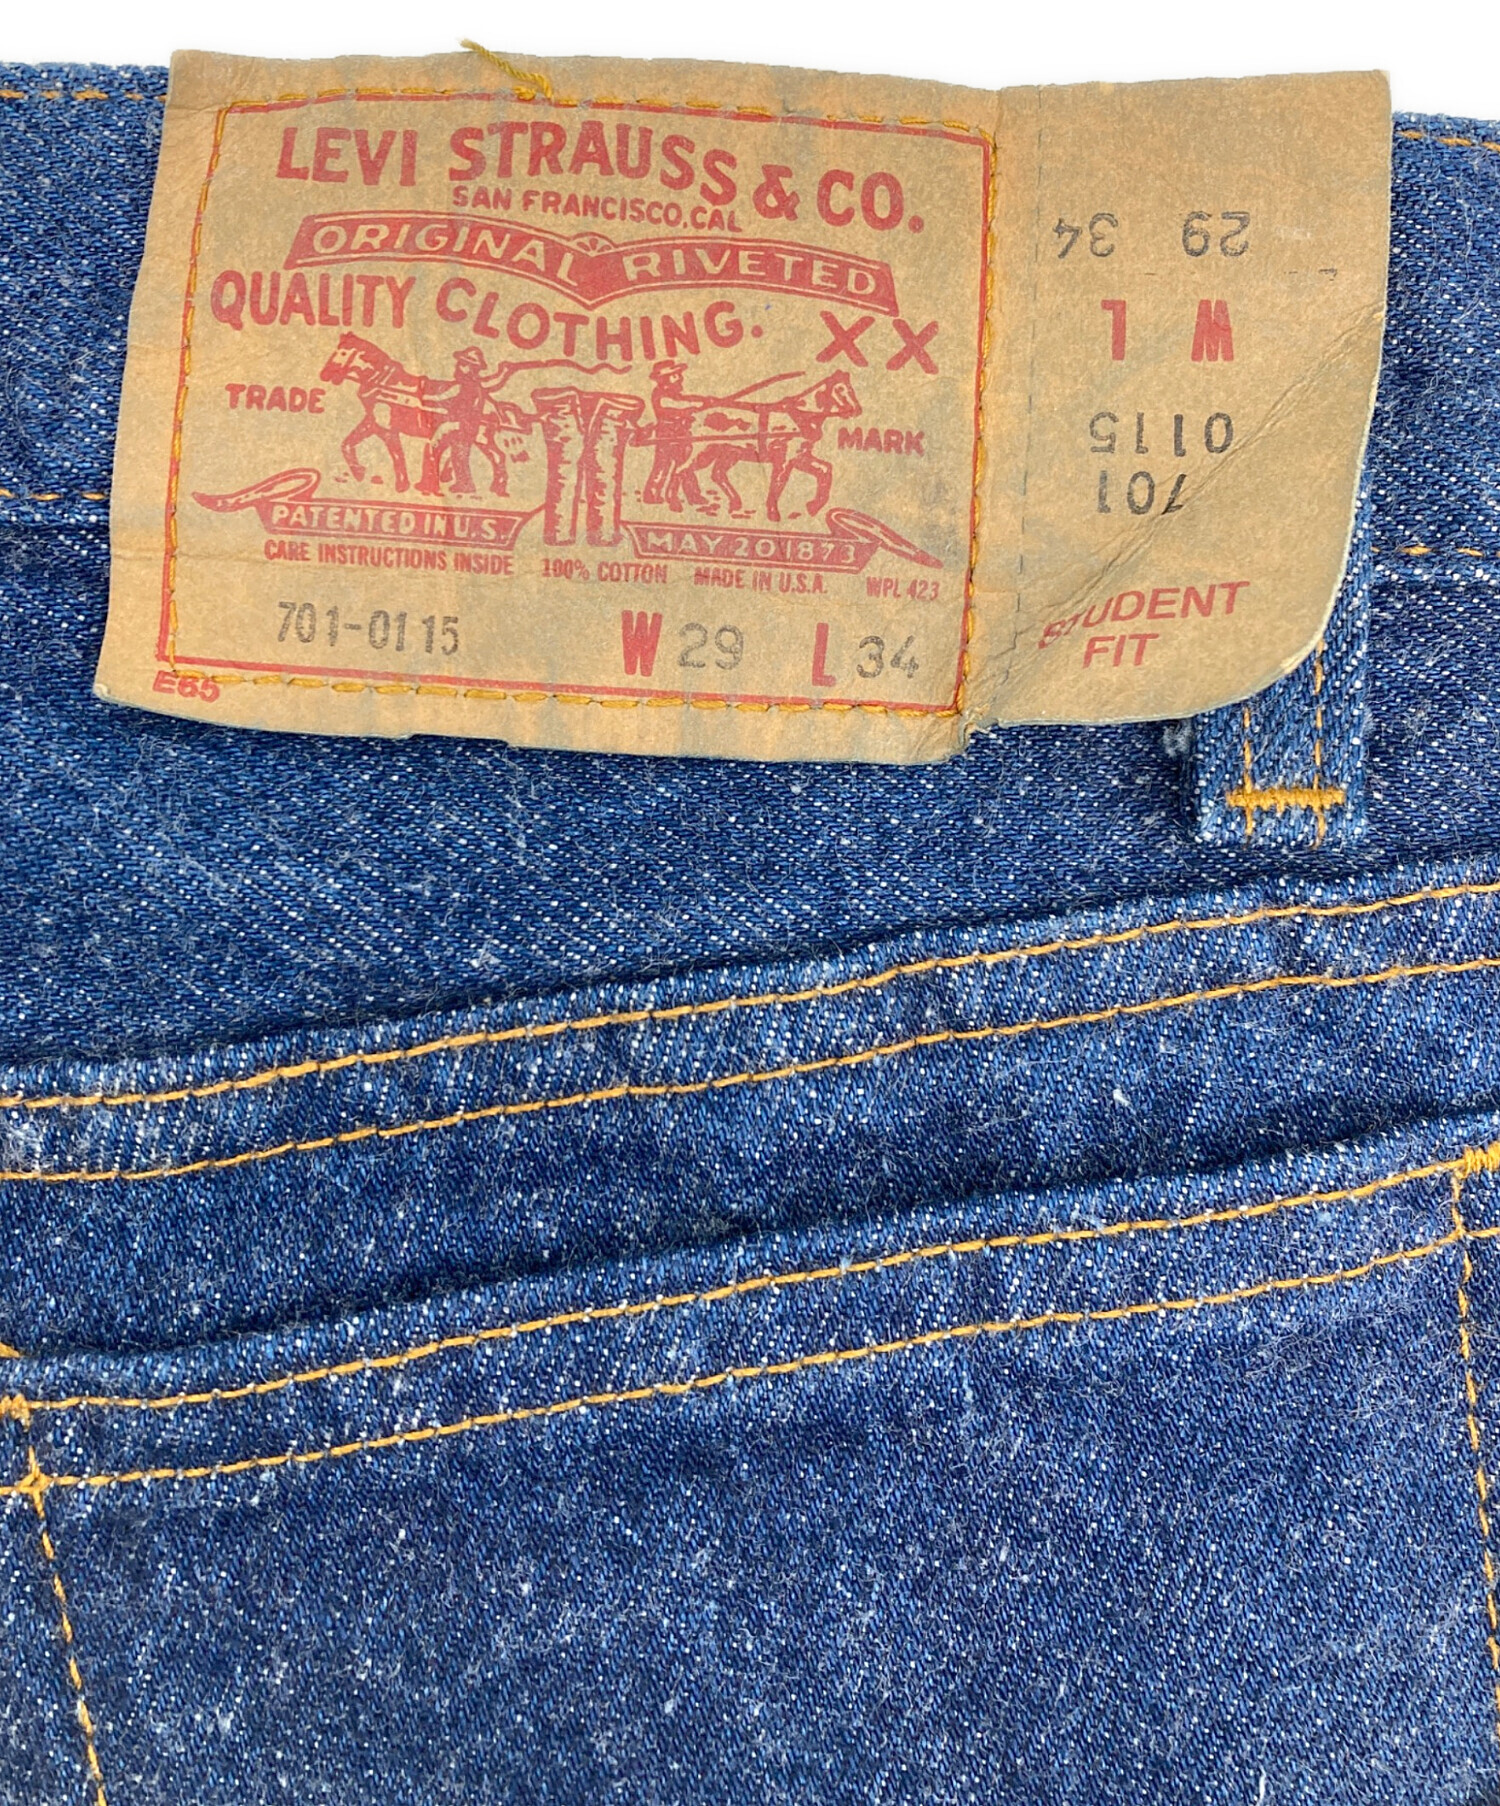 LEVI STRAUSS & CO.
SAN FRANCISCO, CAL
ORIGINAL RIVETED
QUALITY CLOTHING. XX
TRADE MARK
PATENTED IN U.S. MAY 20 1873
CARE INSTRUCTIONS INSIDE 100% COTTON MADE IN U.S.A. WPL 423
701-0115 W 29 L 34
E65
701
0115
W L
29 34
STUDENT
FIT